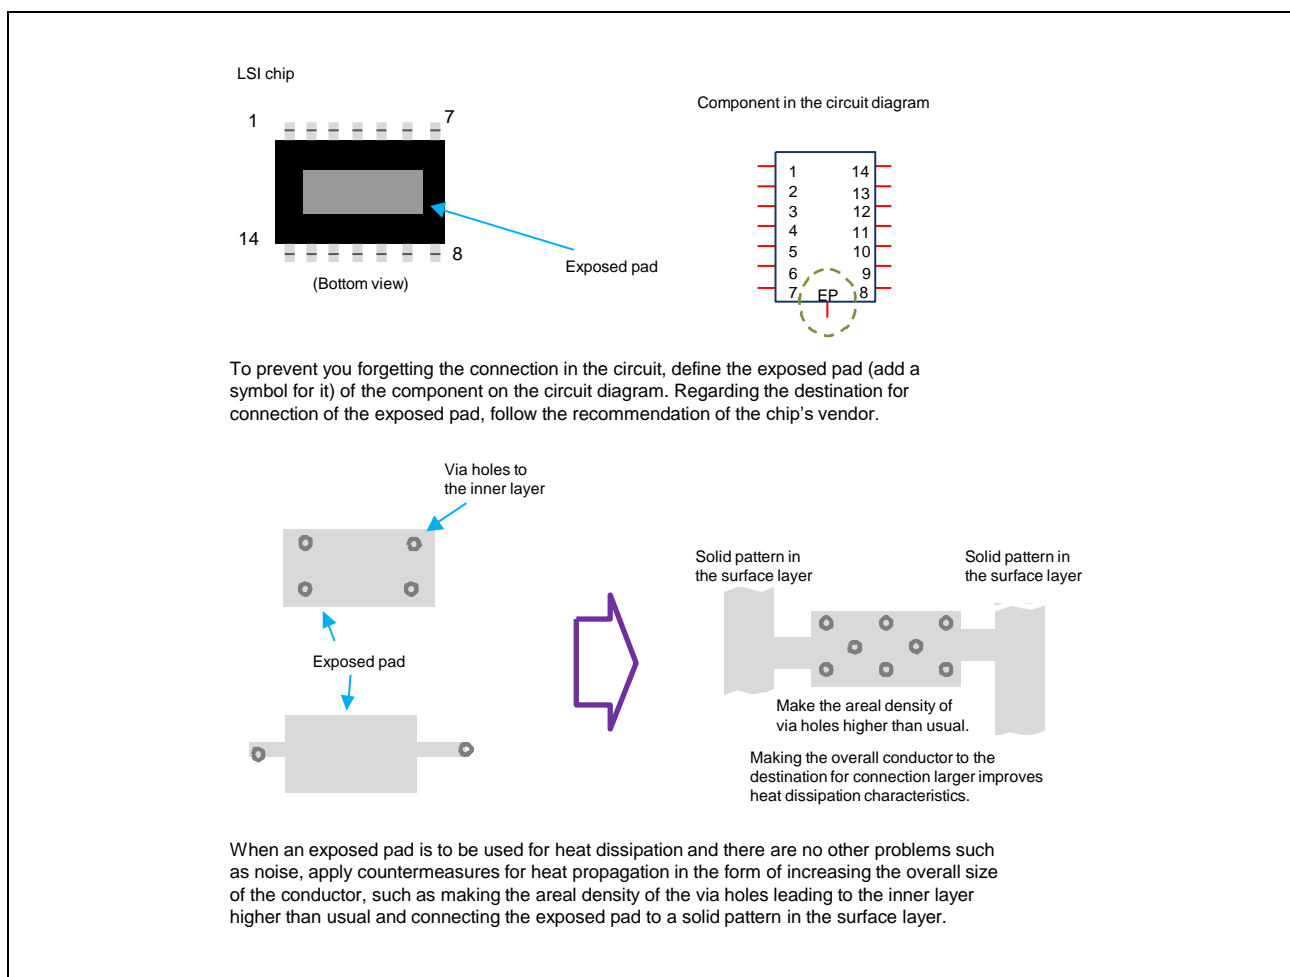 LSI chip
1
7
14
8
(Bottom view)
Exposed pad
Component in the circuit diagram
1 14
2 13
3 12
4 11
5 10
6 9
7 EP 8
To prevent you forgetting the connection in the circuit, define the exposed pad (add a
symbol for it) of the component on the circuit diagram. Regarding the destination for
connection of the exposed pad, follow the recommendation of the chip's vendor.
Via holes to
the inner layer
Exposed pad
Solid pattern in
the surface layer
Solid pattern in
the surface layer
Make the areal density of
via holes higher than usual.
Making the overall conductor to the
destination for connection larger improves
heat dissipation characteristics.
When an exposed pad is to be used for heat dissipation and there are no other problems such
as noise, apply countermeasures for heat propagation in the form of increasing the overall size
of the conductor, such as making the areal density of the via holes leading to the inner layer
higher than usual and connecting the exposed pad to a solid pattern in the surface layer.